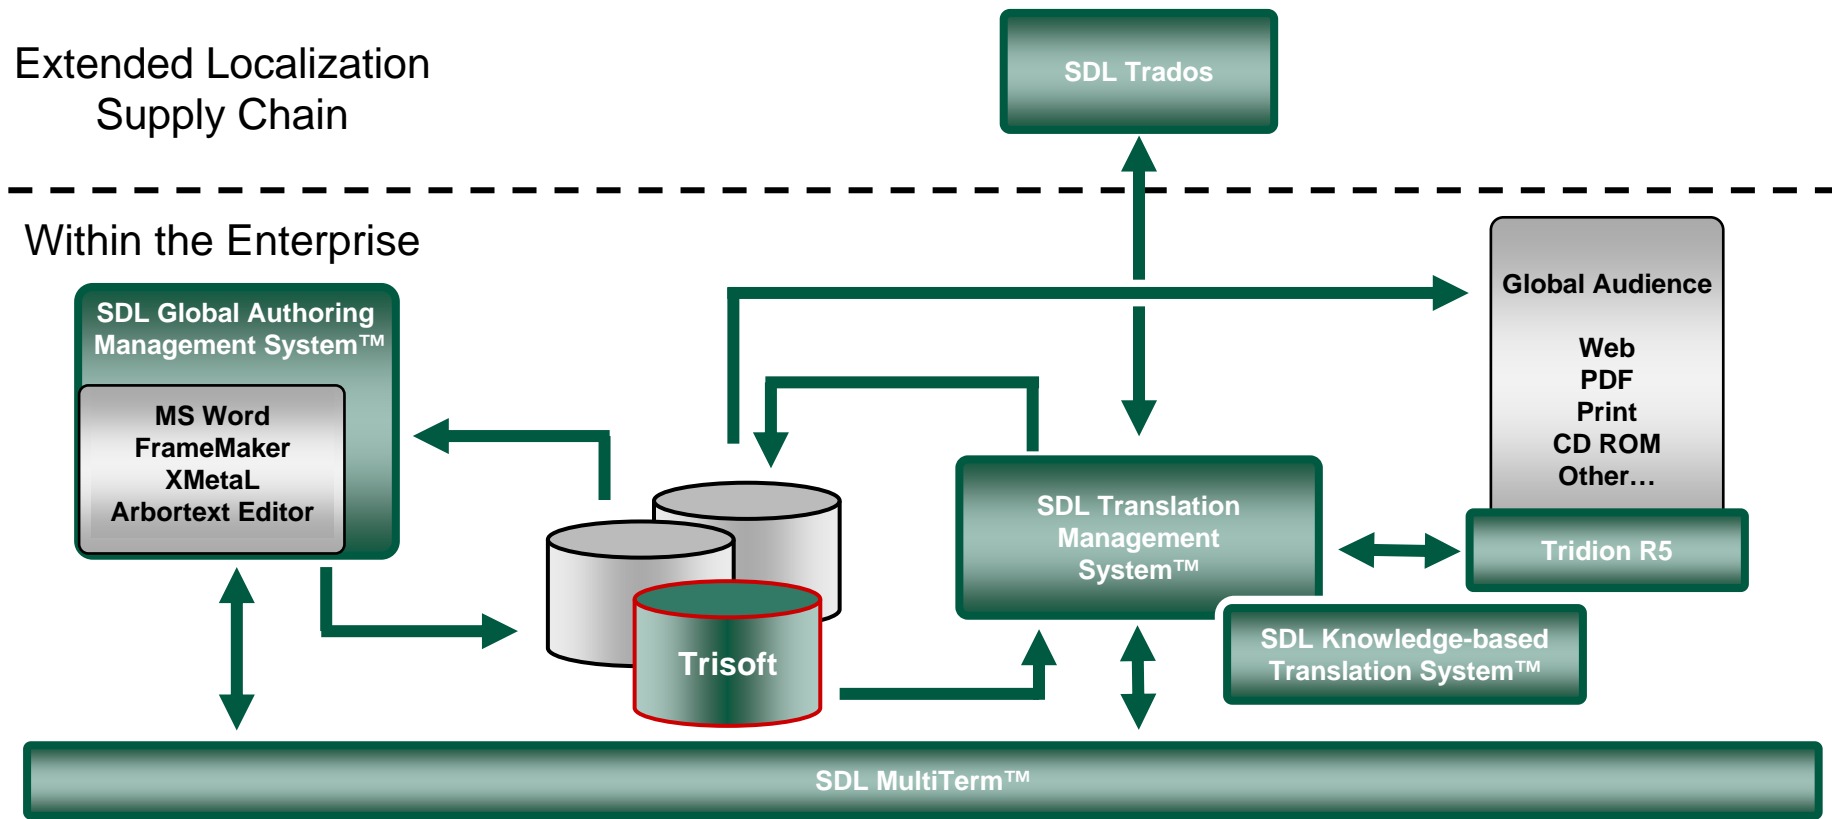 Extended Localization
Supply Chain
SDL Trados
Within the Enterprise
SDL Global Authoring
Management System™
MS Word
FrameMaker
XMetaL
Arbortext Editor
Trisoft
SDL Translation
Management
System™
SDL Knowledge-based
Translation System™
Global Audience
Web
PDF
Print
CD ROM
Other…
Tridion R5
SDL MultiTerm™